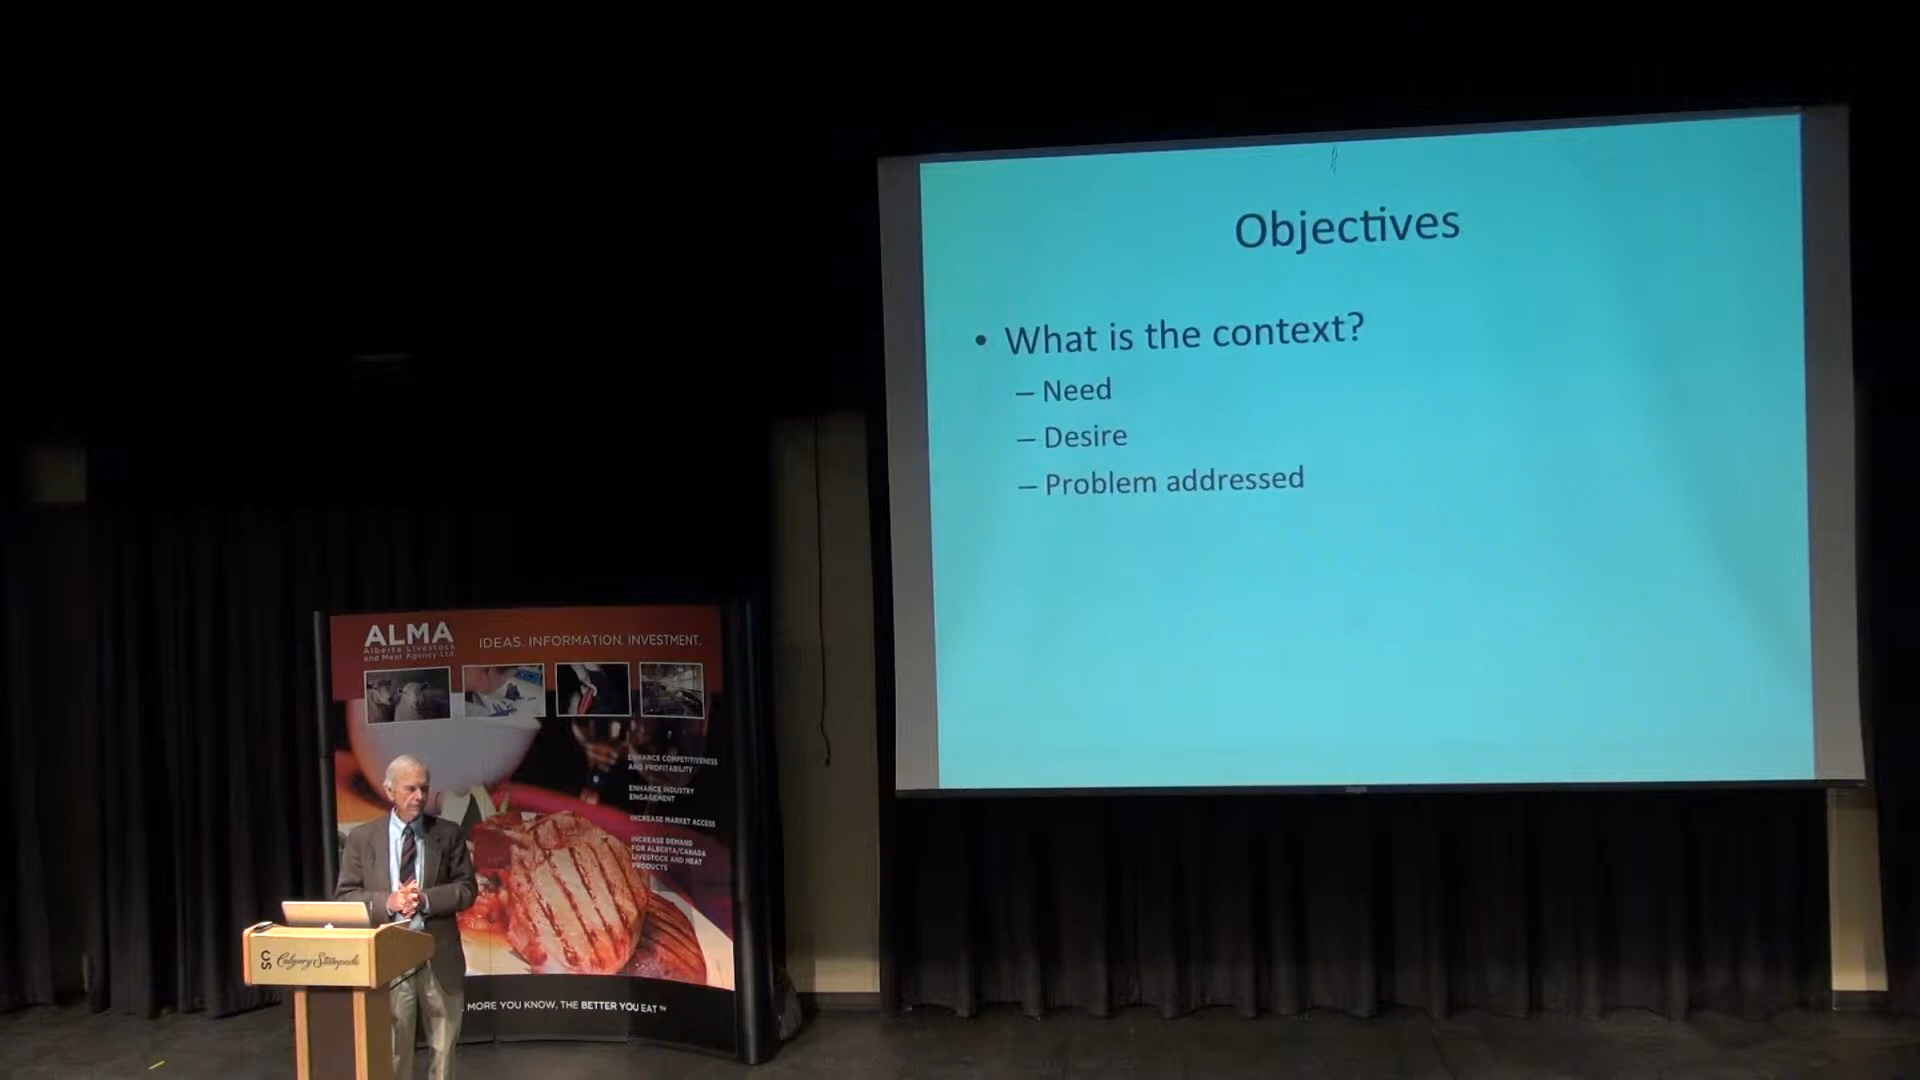 Objectives
• What is the context?
– Need
– Desire
– Problem addressed
ALMA
Alberta Livestock
and Meat Agency Ltd.
IDEAS. INFORMATION. INVESTMENT.
ENHANCE COMPETITIVENESS
AND PROFITABILITY
ENHANCE INDUSTRY
ENGAGEMENT
INCREASE MARKET ACCESS
INCREASE DEMAND
FOR ALBERTA/CANADA
LIVESTOCK AND MEAT
PRODUCTS
MORE YOU KNOW, THE BETTER YOU EAT™
Calgary Stampede